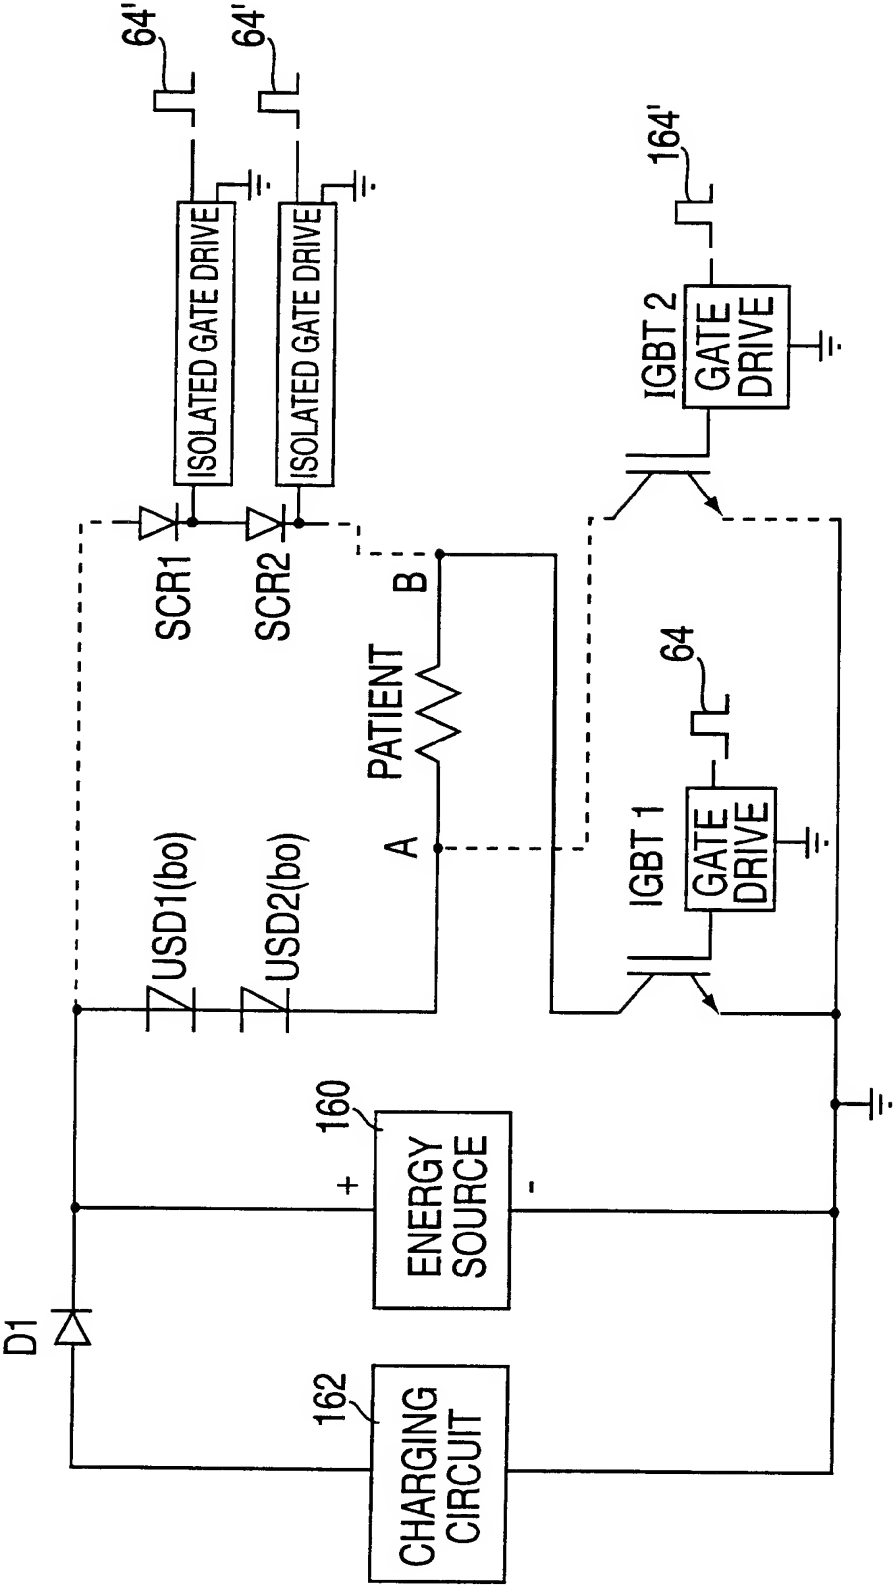 D1
162
CHARGING
CIRCUIT
160
+
ENERGY
SOURCE
-
USD1(bo)
USD2(bo)
A
PATIENT
B
SCR1
SCR2
ISOLATED GATE DRIVE
ISOLATED GATE DRIVE
64'
64'
IGBT 1
GATE
DRIVE
64
IGBT 2
GATE
DRIVE
164'